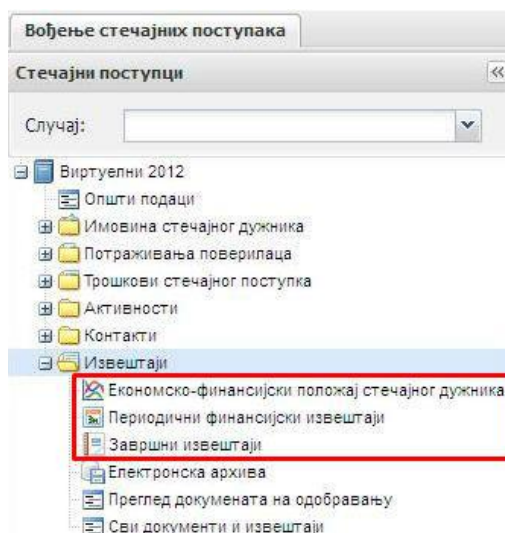 Вођење стечајних поступака
Стечајни поступци
Случај:
Виртуелни 2012
Општи подаци
Имовина стечајног дужника
Потраживања поверилаца
Трошкови стечајног поступка
Активности
Контакти
Извештаји
Економско-финансијски положај стечајног дужника
Периодични финансијски извештаји
Завршни извештаји
Електронска архива
Преглед докумената на одобравању
Сви документи и извештаји